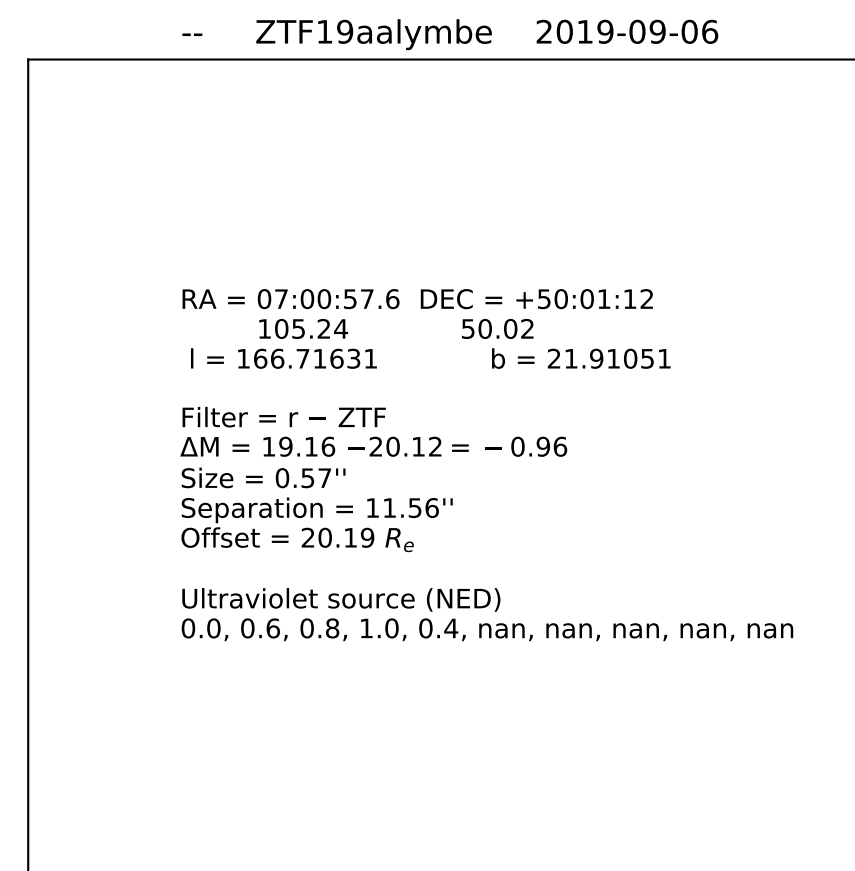 -- ZTF19aalymbe 2019-09-06
RA = 07:00:57.6 DEC = +50:01:12
105.24 50.02
l = 166.71631 b = 21.91051
Filter = r − ZTF
ΔM = 19.16 −20.12 = −0.96
Size = 0.57''
Separation = 11.56''
Offset = 20.19 Re
Ultraviolet source (NED)
0.0, 0.6, 0.8, 1.0, 0.4, nan, nan, nan, nan, nan